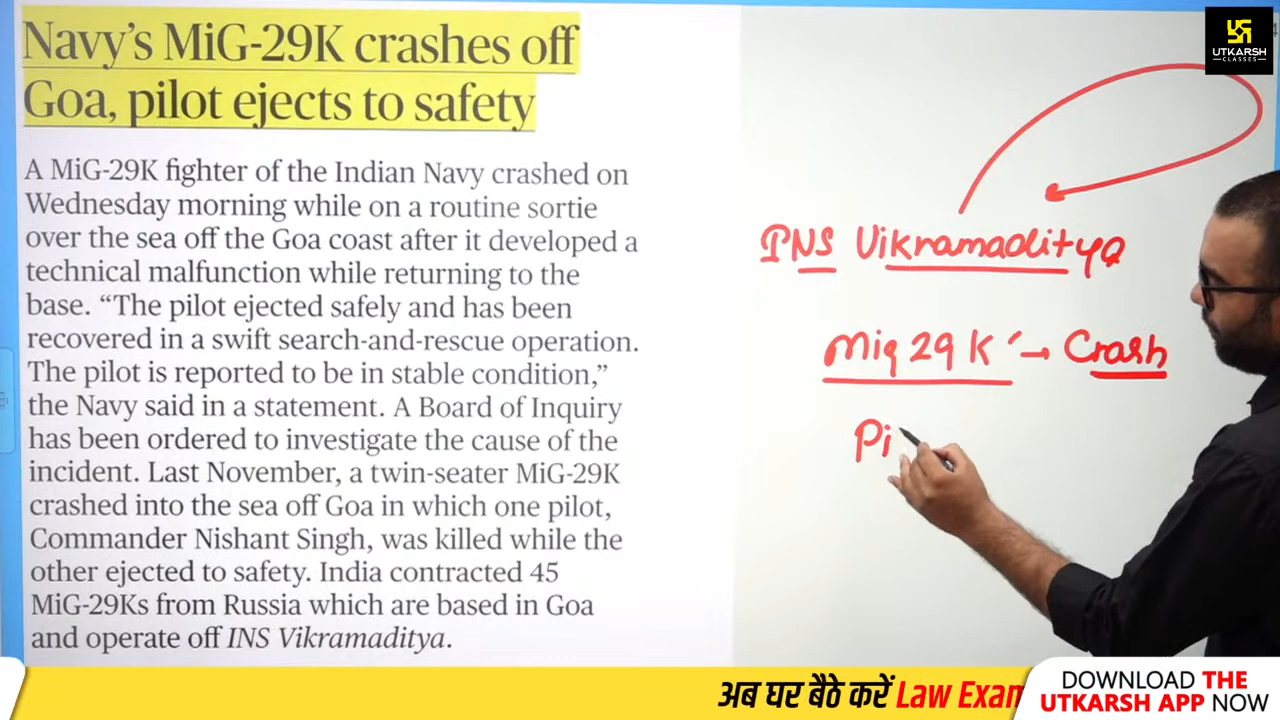 Navy's MiG-29K crashes off
Goa, pilot ejects to safety
A MiG-29K fighter of the Indian Navy crashed on
Wednesday morning while on a routine sortie
over the sea off the Goa coast after it developed a
technical malfunction while returning to the
base. “The pilot ejected safely and has been
recovered in a swift search-and-rescue operation.
The pilot is reported to be in stable condition,”
the Navy said in a statement. A Board of Inquiry
has been ordered to investigate the cause of the
incident. Last November, a twin-seater MiG-29K
crashed into the sea off Goa in which one pilot,
Commander Nishant Singh, was killed while the
other ejected to safety. India contracted 45
MiG-29Ks from Russia which are based in Goa
and operate off INS Vikramaditya.
UTKARSH
CLASSES
INS Vikramaditya
Mig 29 K' → Crash
Pi
अब घर बैठे करें Law Exam
DOWNLOAD THE
UTKARSH APP NOW